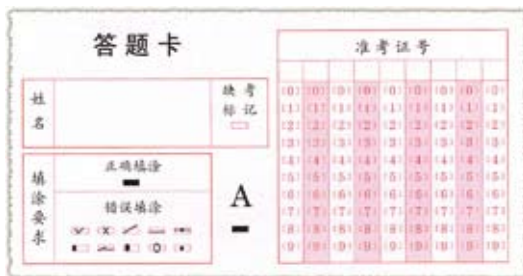 答题卡
准考证号
姓名
缺考标记
填涂要求
正确填涂
错误填涂
A
[0] [0] [0] [0] [0] [0] [0] [0] [0]
[1] [1] [1] [1] [1] [1] [1] [1] [1]
[2] [2] [2] [2] [2] [2] [2] [2] [2]
[3] [3] [3] [3] [3] [3] [3] [3] [3]
[4] [4] [4] [4] [4] [4] [4] [4] [4]
[5] [5] [5] [5] [5] [5] [5] [5] [5]
[6] [6] [6] [6] [6] [6] [6] [6] [6]
[7] [7] [7] [7] [7] [7] [7] [7] [7]
[8] [8] [8] [8] [8] [8] [8] [8] [8]
[9] [9] [9] [9] [9] [9] [9] [9] [9]